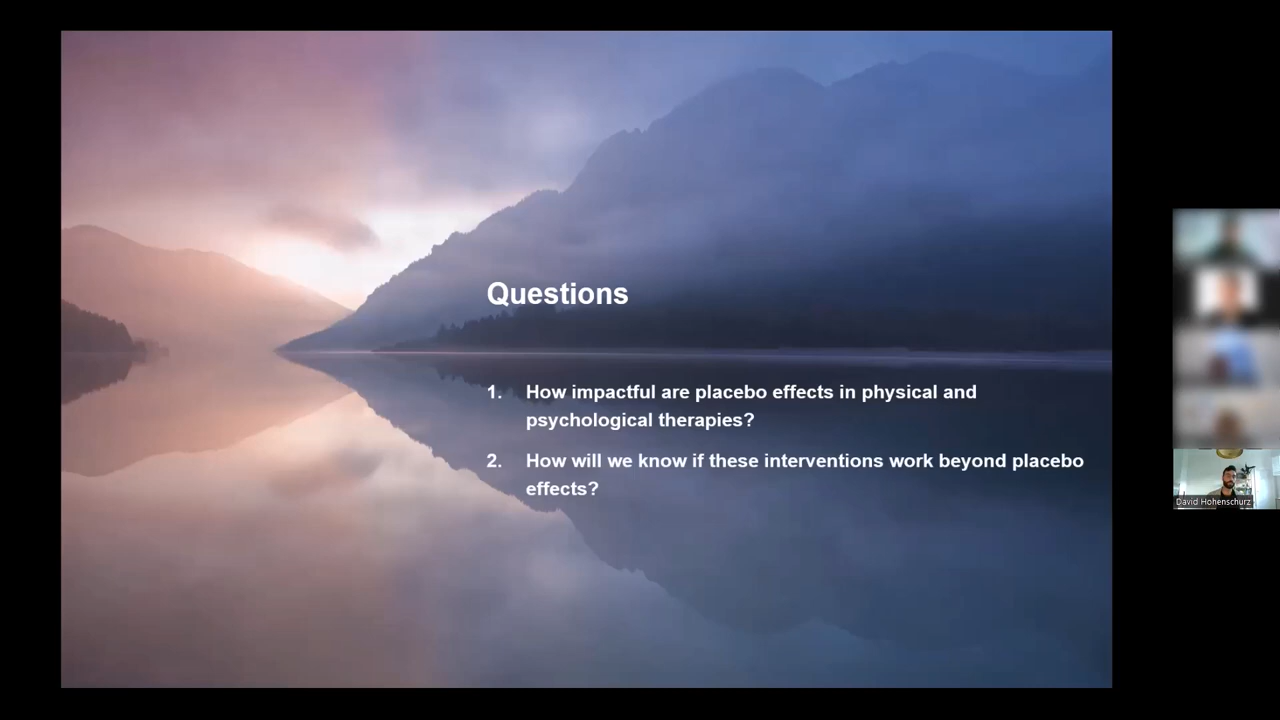 Questions
1. How impactful are placebo effects in physical and
psychological therapies?
2. How will we know if these interventions work beyond placebo
effects?
David Hohenschurz